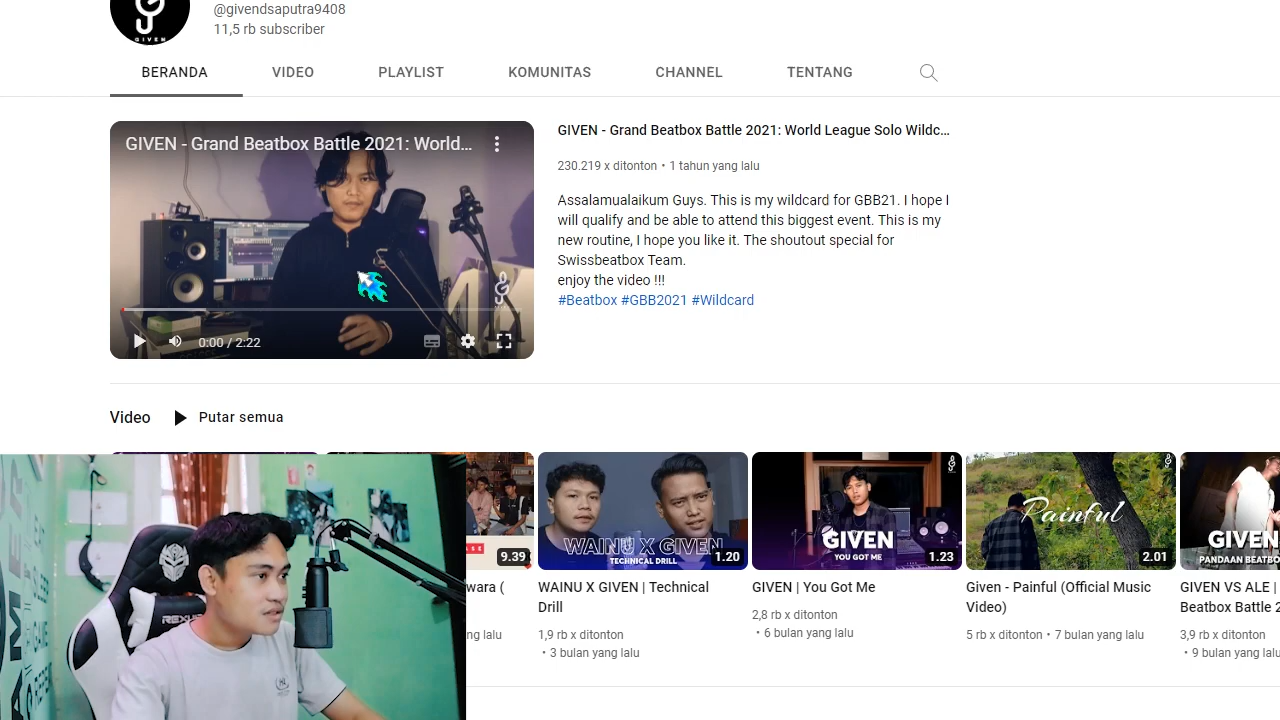 GIVEN
@givendsaputra9408
11,5 rb subscriber
BERANDA
VIDEO
PLAYLIST
KOMUNITAS
CHANNEL
TENTANG
GIVEN - Grand Beatbox Battle 2021: World...
0:00 / 2:22
GIVEN - Grand Beatbox Battle 2021: World League Solo Wildc...
230.219 x ditonton • 1 tahun yang lalu
Assalamualaikum Guys. This is my wildcard for GBB21. I hope I
will qualify and be able to attend this biggest event. This is my
new routine, I hope you like it. The shoutout special for
Swissbeatbox Team.
enjoy the video !!!
#Beatbox #GBB2021 #Wildcard
Video
Putar semua
9.39
wara (
ng lalu
WAINU X GIVEN
TECHNICAL DRILL
1.20
WAINU X GIVEN | Technical
Drill
1,9 rb x ditonton
• 3 bulan yang lalu
GIVEN
YOU GOT ME
1.23
GIVEN | You Got Me
2,8 rb x ditonton
• 6 bulan yang lalu
Painful
2.01
Given - Painful (Official Music
Video)
5 rb x ditonton • 7 bulan yang lalu
GIVEN
PANDAAN BEATBO
GIVEN VS ALE |
Beatbox Battle 2
3,9 rb x ditonton
• 9 bulan yang lalu